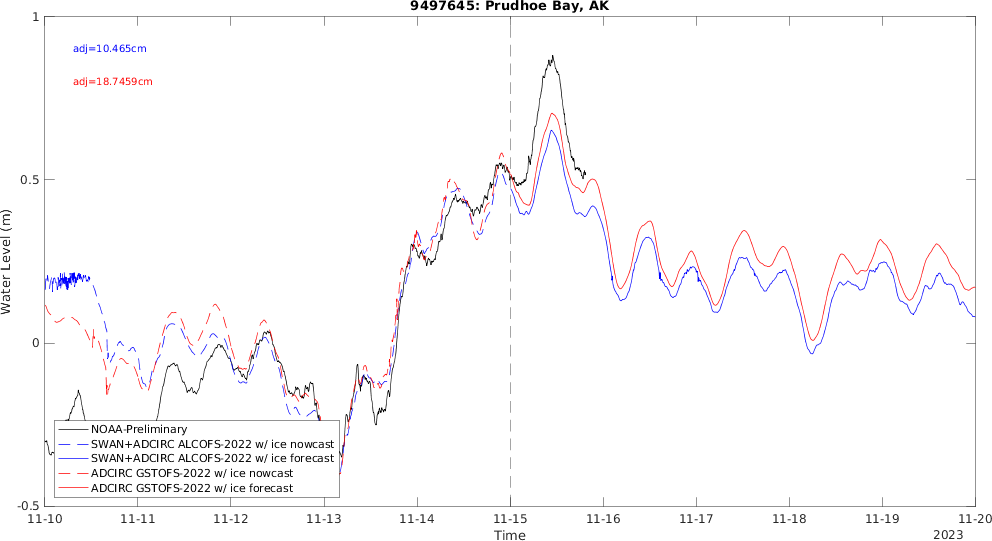 9497645: Prudhoe Bay, AK
adj=10.465cm
adj=18.7459cm
1
0.5
0
-0.5
Water Level (m)
NOAA-Preliminary
SWAN+ADCIRC ALCOFS-2022 w/ ice nowcast
SWAN+ADCIRC ALCOFS-2022 w/ ice forecast
ADCIRC GSTOFS-2022 w/ ice nowcast
ADCIRC GSTOFS-2022 w/ ice forecast
11-10 11-11 11-12 11-13 11-14 11-15 11-16 11-17 11-18 11-19 11-20
Time
2023